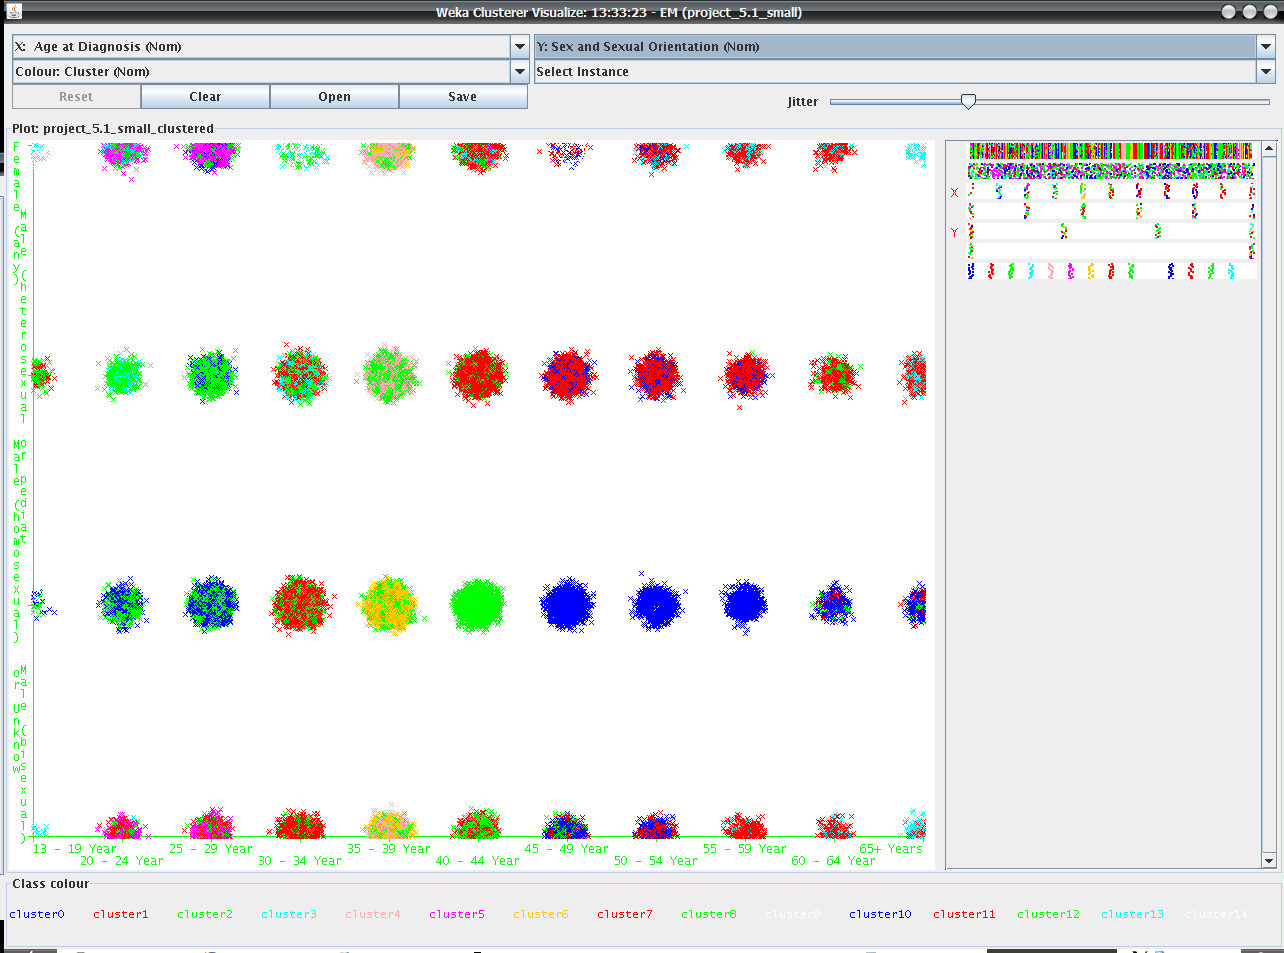 Weka Clusterer Visualize: 13:33:23 - EM (project_5.1_small)
X: Age at Diagnosis (Nom)
Y: Sex and Sexual Orientation (Nom)
Colour: Cluster (Nom)
Select Instance
Reset
Clear
Open
Save
Jitter
Plot: project_5.1_small_clustered
Female
(any)
Male
(heterosexual
or pediat
Male
(homosexual)
Male (bisexual)
or Unknow
X
Y
13 - 19 Year
20 - 24 Year
25 - 29 Year
30 - 34 Year
35 - 39 Year
40 - 44 Year
45 - 49 Year
50 - 54 Year
55 - 59 Year
60 - 64 Year
65+ Years
Class colour
cluster0 cluster1 cluster2 cluster3 cluster4 cluster5 cluster6 cluster7 cluster8 cluster9 cluster10 cluster11 cluster12 cluster13 cluster14